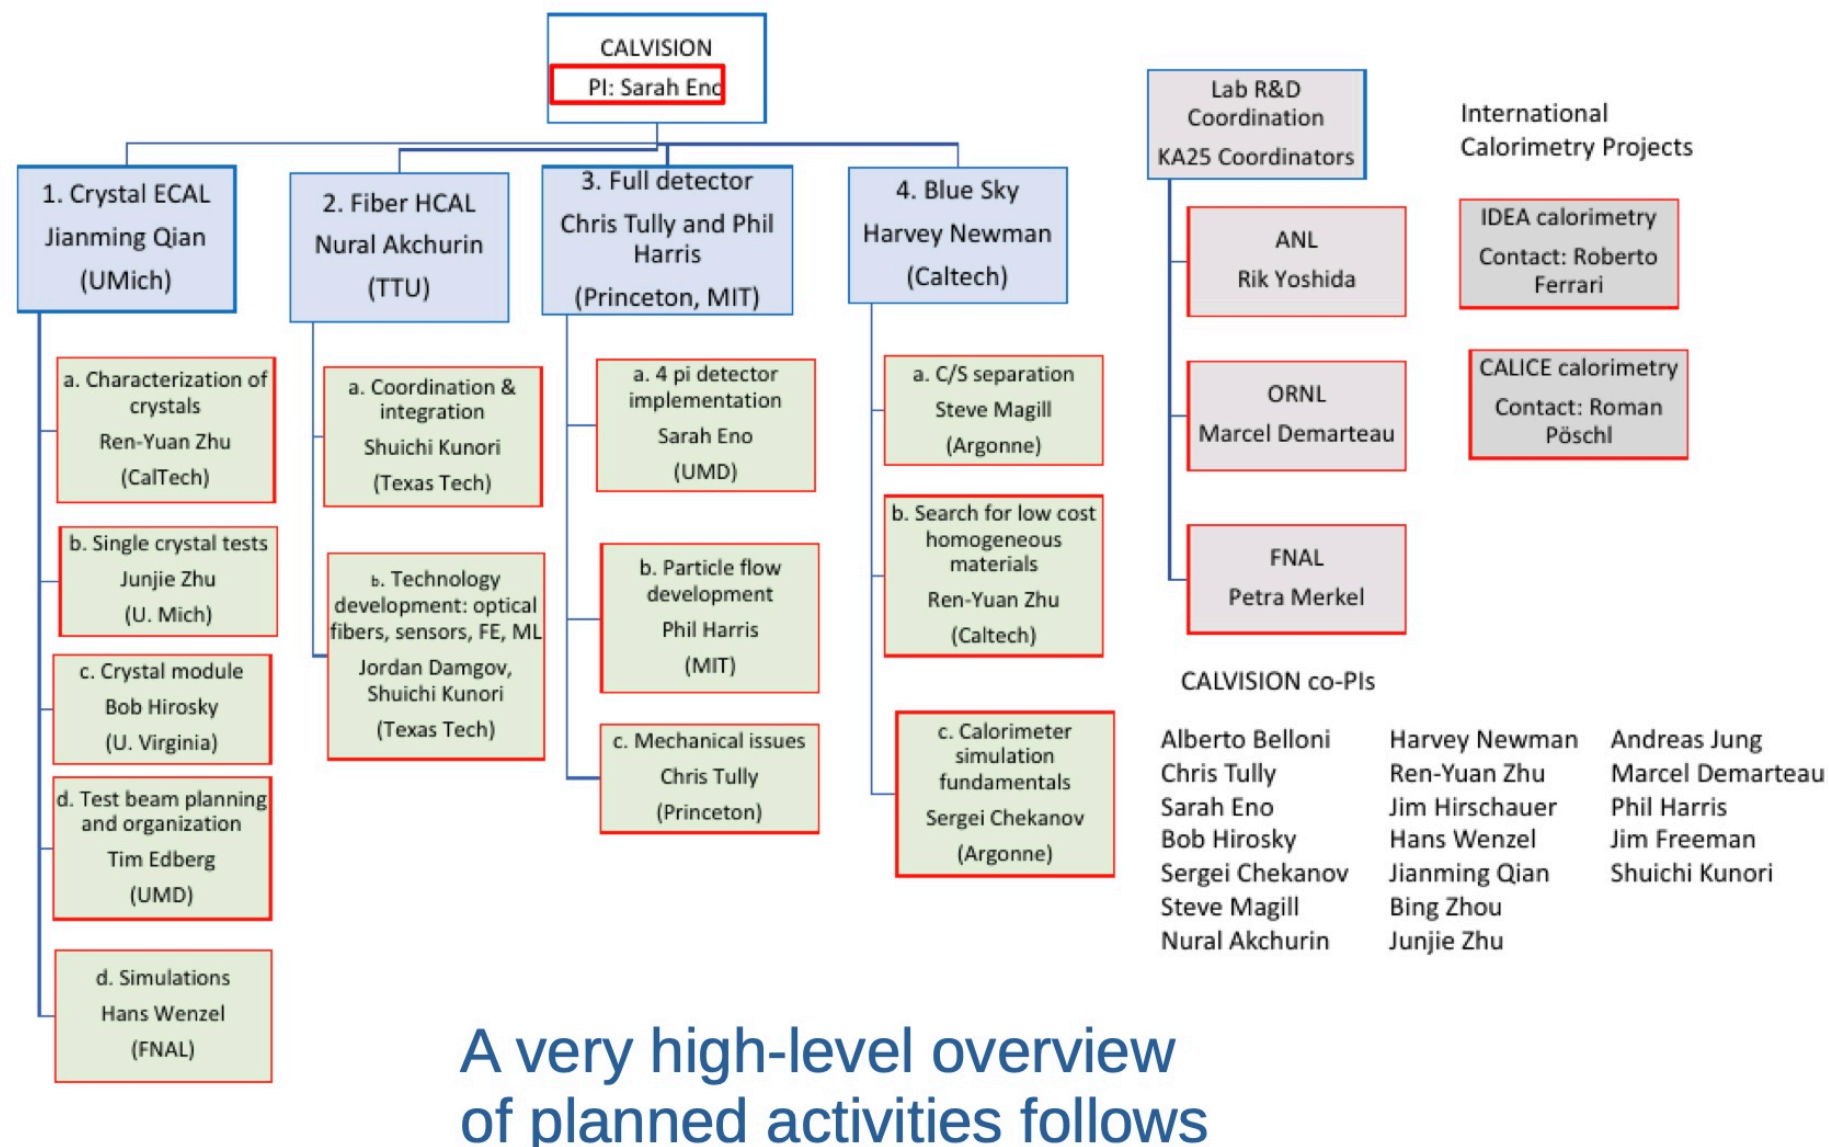 CALVISION
PI: Sarah Eno
1. Crystal ECAL
Jianming Qian
(UMich)
a. Characterization of
crystals
Ren-Yuan Zhu
(CalTech)
b. Single crystal tests
Junjie Zhu
(U. Mich)
c. Crystal module
Bob Hirosky
(U. Virginia)
d. Test beam planning
and organization
Tim Edberg
(UMD)
d. Simulations
Hans Wenzel
(FNAL)
2. Fiber HCAL
Nural Akchurin
(TTU)
a. Coordination &
integration
Shuichi Kunori
(Texas Tech)
b. Technology
development: optical
fibers, sensors, FE, ML
Jordan Damgov,
Shuichi Kunori
(Texas Tech)
3. Full detector
Chris Tully and Phil
Harris
(Princeton, MIT)
a. 4 pi detector
implementation
Sarah Eno
(UMD)
b. Particle flow
development
Phil Harris
(MIT)
c. Mechanical issues
Chris Tully
(Princeton)
4. Blue Sky
Harvey Newman
(Caltech)
a. C/S separation
Steve Magill
(Argonne)
b. Search for low cost
homogeneous
materials
Ren-Yuan Zhu
(Caltech)
c. Calorimeter
simulation
fundamentals
Sergei Chekanov
(Argonne)
Lab R&D
Coordination
KA25 Coordinators
ANL
Rik Yoshida
ORNL
Marcel Demarteau
FNAL
Petra Merkel
International
Calorimetry Projects
IDEA calorimetry
Contact: Roberto
Ferrari
CALICE calorimetry
Contact: Roman
Pöschl
CALVISION co-PIs
Alberto Belloni
Chris Tully
Sarah Eno
Bob Hirosky
Sergei Chekanov
Steve Magill
Nural Akchurin
Harvey Newman
Ren-Yuan Zhu
Jim Hirschauer
Hans Wenzel
Jianming Qian
Bing Zhou
Junjie Zhu
Andreas Jung
Marcel Demarteau
Phil Harris
Jim Freeman
Shuichi Kunori
A very high-level overview
of planned activities follows